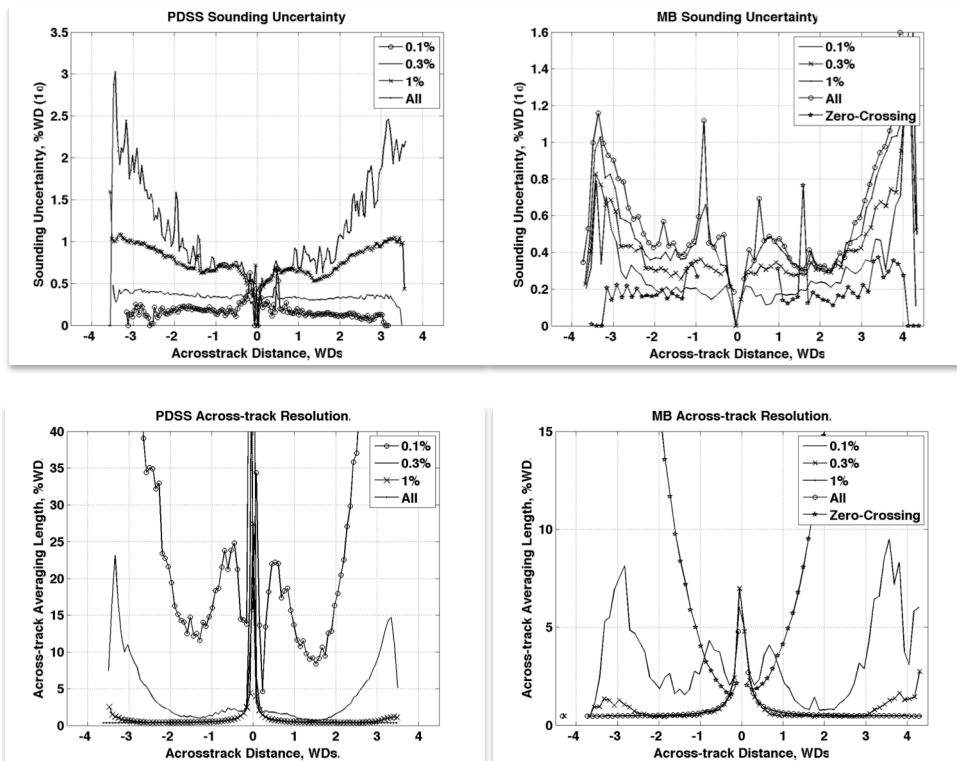 PDSS Sounding Uncertainty
3.5
3
2.5
2
1.5
1
0.5
0
Sounding Uncertainty, %WD (1σ)
0.1%
0.3%
1%
All
-4 -3 -2 -1 0 1 2 3 4
Acrosstrack Distance, WDs
MB Sounding Uncertainty
1.6
1.4
1.2
1
0.8
0.6
0.4
0.2
0
Sounding Uncertainty, %WD (1σ)
0.1%
0.3%
1%
All
Zero-Crossing
-4 -3 -2 -1 0 1 2 3 4
Across-track Distance, WDs
PDSS Across-track Resolution.
40
35
30
25
20
15
10
5
0
Across-track Averaging Length, %WD.
0.1%
0.3%
1%
All
-4 -3 -2 -1 0 1 2 3 4
Acrosstrack Distance, WDs.
MB Across-track Resolution.
15
10
5
0
Across-track Averaging Length, %WD.
0.1%
0.3%
1%
All
Zero-Crossing
-4 -3 -2 -1 0 1 2 3 4
Across-track Distance, WDs